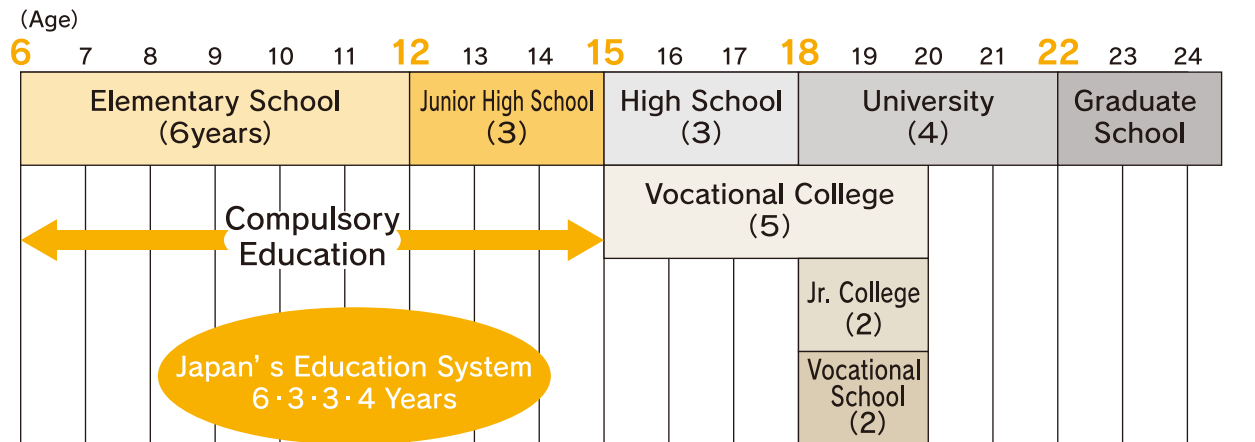 (Age)
6 7 8 9 10 11 12 13 14 15 16 17 18 19 20 21 22 23 24
Elementary School
(6years)
Junior High School
(3)
High School
(3)
University
(4)
Graduate
School
Vocational College
(5)
Compulsory
Education
Jr. College
(2)
Japan' s Education System
6・3・3・4 Years
Vocational
School
(2)